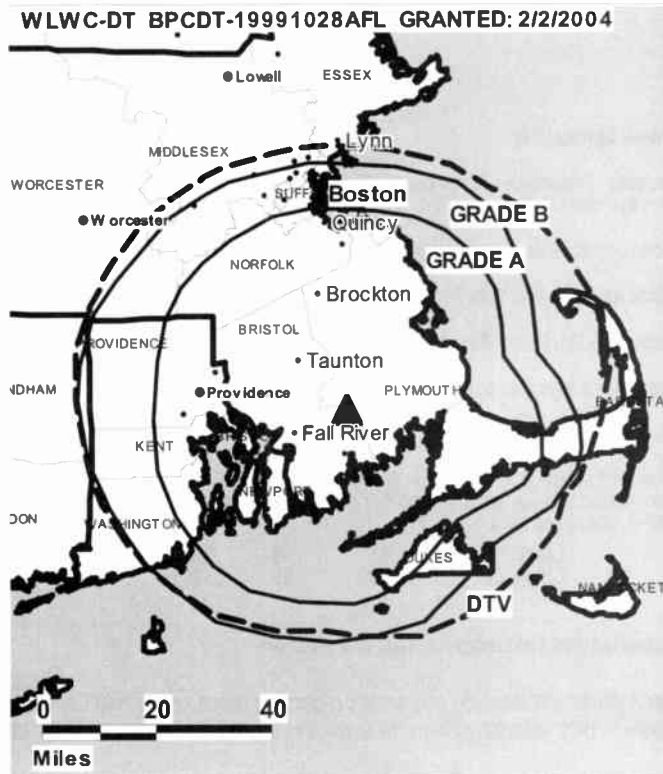 WLWC-DT BPCDT-19991028AFL GRANTED: 2/2/2004
Lowell
ESSEX
MIDDLESEX
Lynn
WORCESTER
SUFF
Boston
Worcester
Quincy
GRADE B
NORFOLK
GRADE A
Brockton
BRISTOL
ROVIDENCE
Taunton
NDHAM
Providence
PLYMOUTH
Fall River
KENT
NEWPORT
DON
WASHINGTON
DUKES
NANTUCKET
DTV
0 20 40
Miles